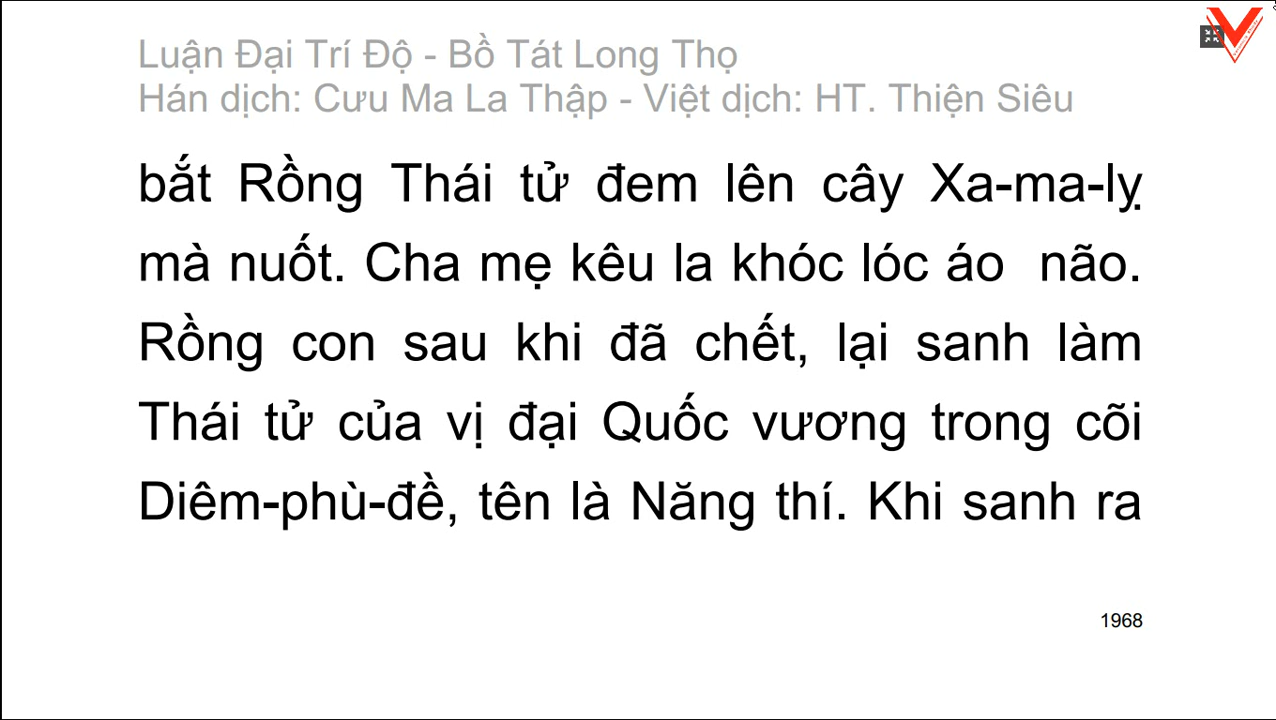 Luận Đại Trí Độ - Bồ Tát Long Thọ
Hán dịch: Cưu Ma La Thập - Việt dịch: HT. Thiện Siêu
bắt Rồng Thái tử đem lên cây Xa-ma-lỵ
mà nuốt. Cha mẹ kêu la khóc lóc áo não.
Rồng con sau khi đã chết, lại sanh làm
Thái tử của vị đại Quốc vương trong cõi
Diêm-phù-đề, tên là Năng thí. Khi sanh ra
1968